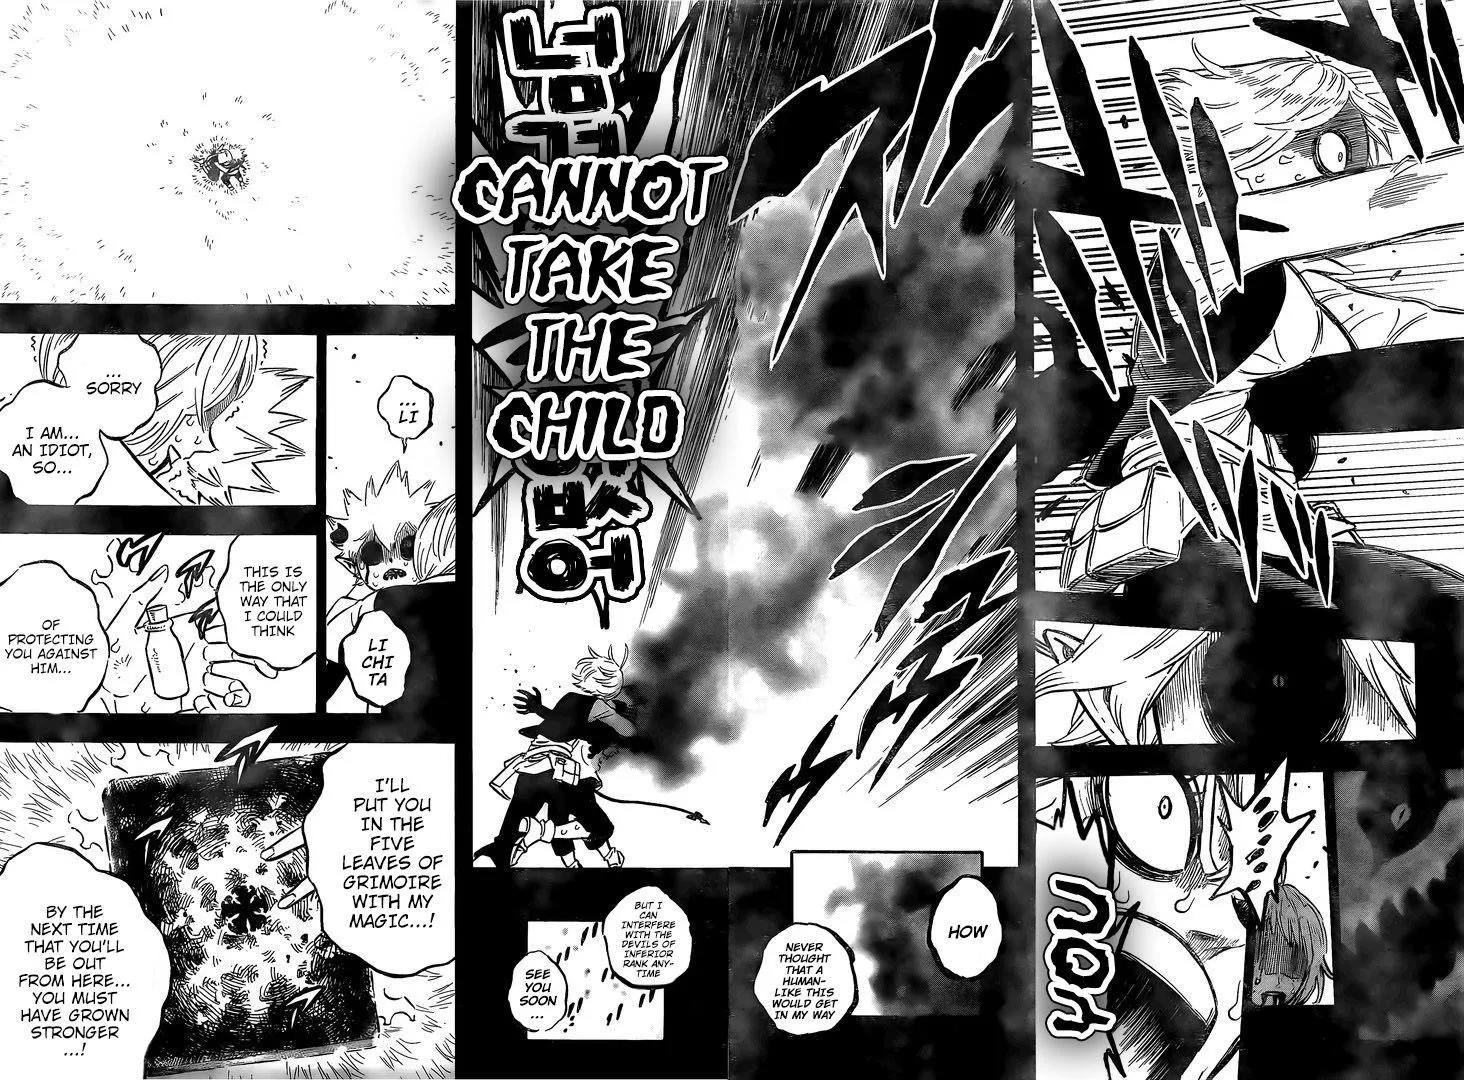 YOU
CANNOT
TAKE
THE
CHILD
HOW
NEVER
THOUGHT
THAT A
HUMAN-
LIKE THIS
WOULD GET
IN MY WAY
BUT I
CAN
INTERFERE
WITH THE
DEVILS OF
INFERIOR
RANK ANY-
TIME
SEE
YOU
SOON
...
...
LI
LI
CHI
TA
...
SORRY
I AM...
AN IDIOT,
SO...
THIS IS
THE ONLY
WAY THAT
I COULD
THINK
OF
PROTECTING
YOU AGAINST
HIM...
I'LL
PUT YOU
IN THE
FIVE
LEAVES OF
GRIMOIRE
WITH MY
MAGIC...!
BY THE
NEXT TIME
THAT YOU'LL
BE OUT
FROM HERE...
YOU MUST
HAVE GROWN
STRONGER
...!